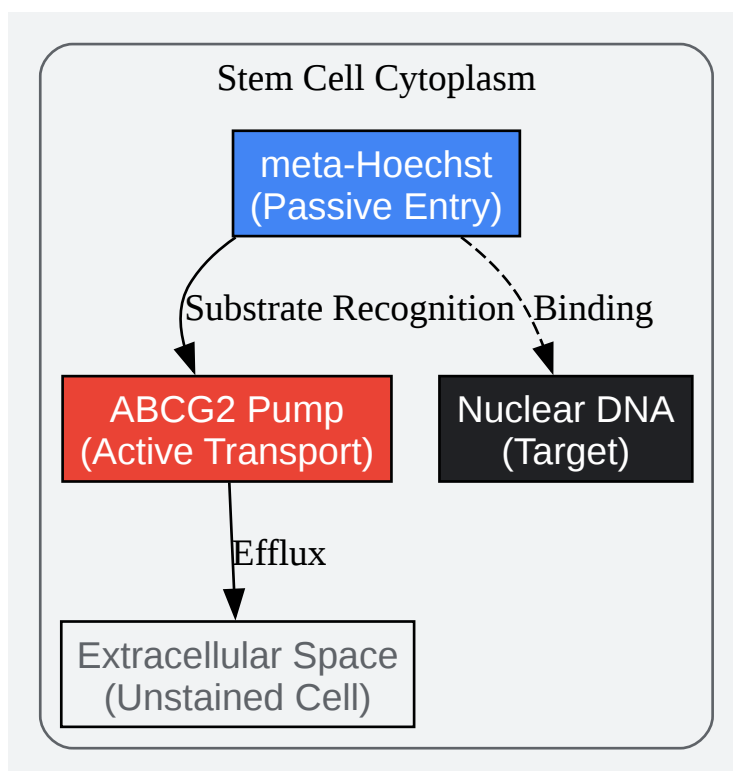 Stem Cell Cytoplasm
meta-Hoechst
(Passive Entry)
Substrate Recognition
Binding
ABCG2 Pump
(Active Transport)
Nuclear DNA
(Target)
Efflux
Extracellular Space
(Unstained Cell)